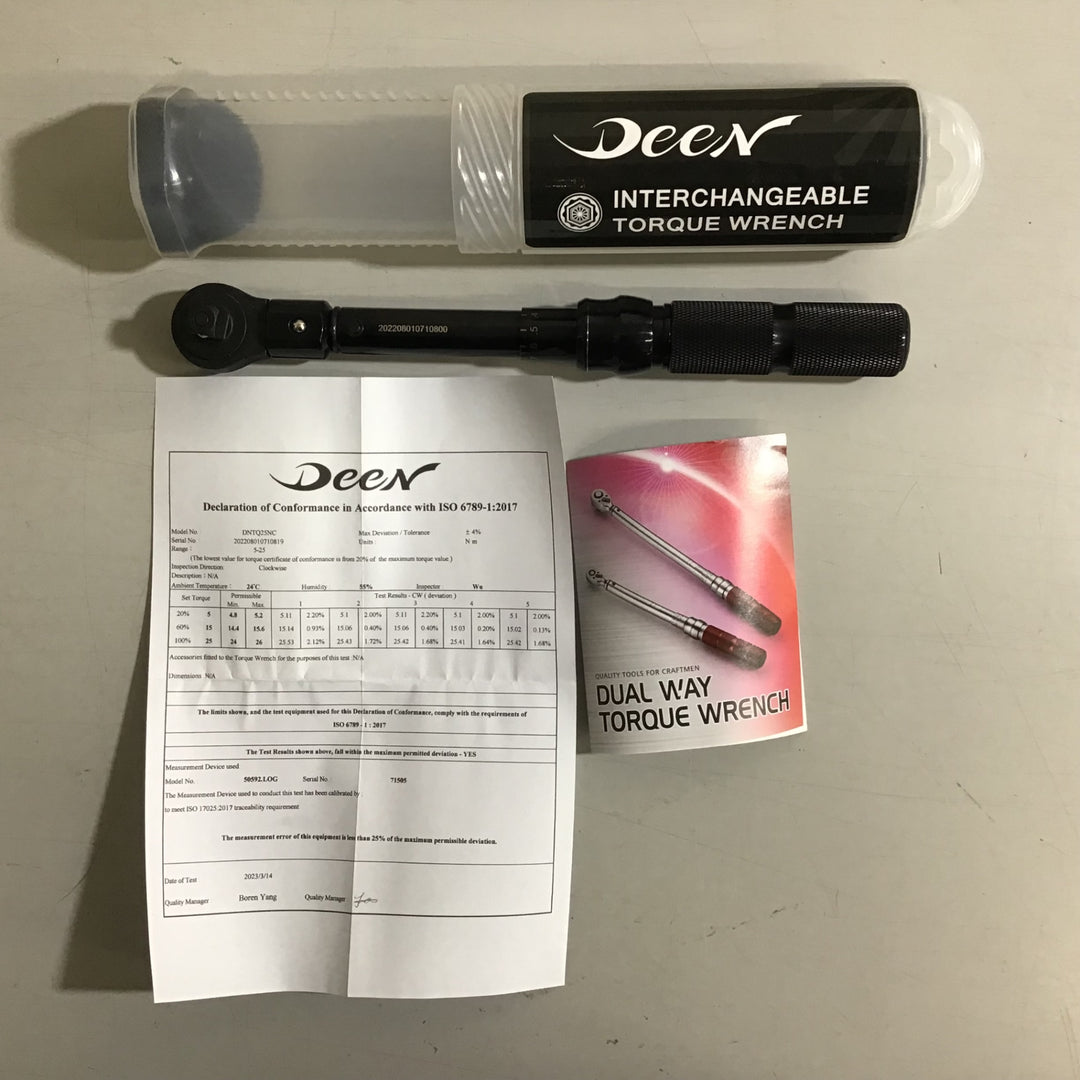 Deen
INTERCHANGEABLE
TORQUE WRENCH
202208010710800
4
5
6
Deen
Declaration of Conformance in Accordance with ISO 6789-1:2017
Model No. DNTQ25NC Max Deviation / Tolerance ± 4%
Serial No 202208010710819 Units : N m
Range : 5-25
(The lowest value for torque certificate of conformance is from 20% of the maximum torque value.)
Inspection Direction Clockwise
Description : N/A
Ambient Temperature : 24℃ Humidity 55% Inspector Wu
Set Torque Permissible Test Results - CW ( deviation )
Min. Max. 1 2 3 4 5
20% 5 4.8 5.2 5.11 2.20% 5.1 2.00% 5.11 2.20% 5.1 2.00% 5.1 2.00%
60% 15 14.4 15.6 15.14 0.93% 15.06 0.40% 15.06 0.40% 15.03 0.20% 15.02 0.13%
100% 25 24 26 25.53 2.12% 25.43 1.72% 25.42 1.68% 25.41 1.64% 25.42 1.68%
Accessories fitted to the Torque Wrench for the purposes of this test :N/A
Dimensions :N/A
The limits shown, and the test equipment used for this Declaration of Conformance, comply with the requirements of
ISO 6789 - 1 : 2017
The Test Results shown above, fall within the maximum permitted deviation - YES
Measurement Device used
Model No. 50592.LOG Serial No. 71505
The Measurement Device used to conduct this test has been calibrated by
to meet ISO 17025:2017 traceability requirement
The measurement error of this equipment is less than 25% of the maximum permissible deviation.
Date of Test 2023/3/14
Quality Manager Boren Yang Quality Manager
QUALITY TOOLS FOR CRAFTMEN
DUAL WAY
TORQUE WRENCH